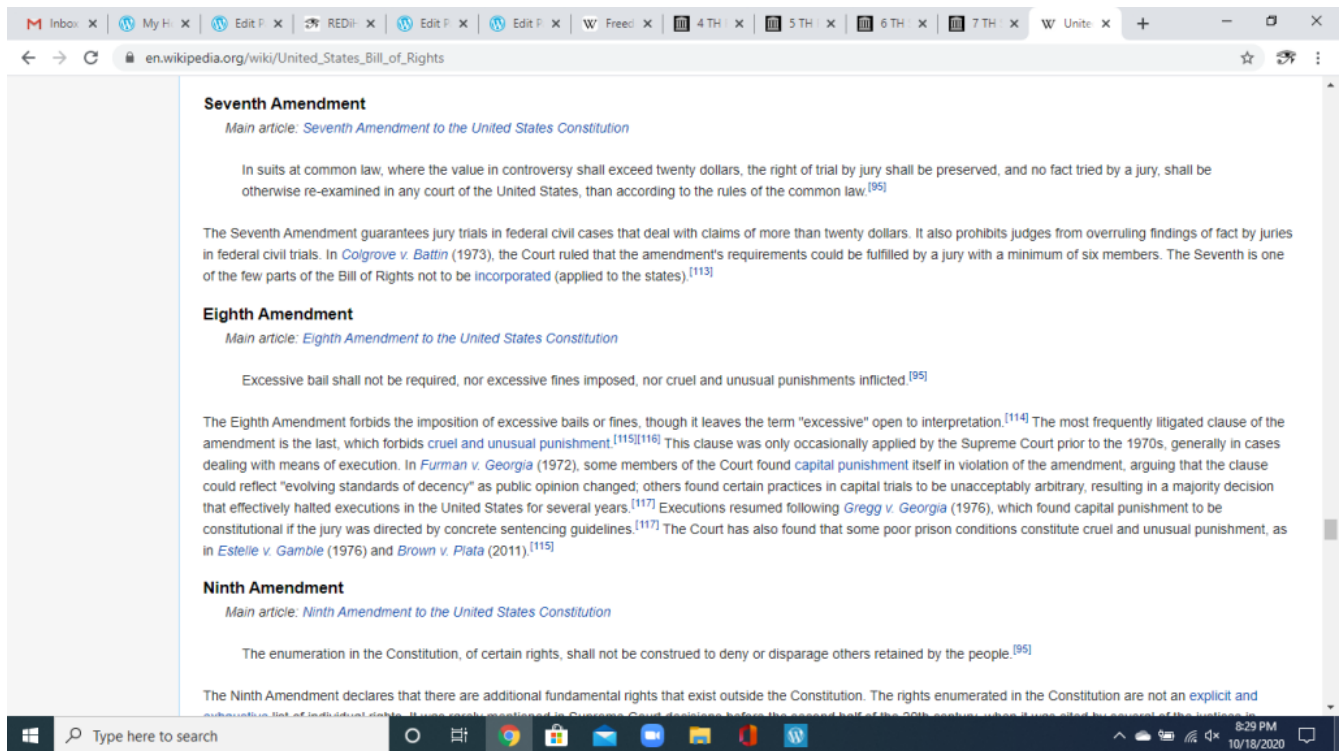 Inbox
My H
Edit P
REDiH
Edit P
Edit P
Freed
4 TH
5 TH
6 TH
7 TH
Unite
en.wikipedia.org/wiki/United_States_Bill_of_Rights
Seventh Amendment
Main article: Seventh Amendment to the United States Constitution
In suits at common law, where the value in controversy shall exceed twenty dollars, the right of trial by jury shall be preserved, and no fact tried by a jury, shall be
otherwise re-examined in any court of the United States, than according to the rules of the common law.[95]
The Seventh Amendment guarantees jury trials in federal civil cases that deal with claims of more than twenty dollars. It also prohibits judges from overruling findings of fact by juries
in federal civil trials. In Colgrove v. Battin (1973), the Court ruled that the amendment's requirements could be fulfilled by a jury with a minimum of six members. The Seventh is one
of the few parts of the Bill of Rights not to be incorporated (applied to the states).[113]
Eighth Amendment
Main article: Eighth Amendment to the United States Constitution
Excessive bail shall not be required, nor excessive fines imposed, nor cruel and unusual punishments inflicted.[95]
The Eighth Amendment forbids the imposition of excessive bails or fines, though it leaves the term "excessive" open to interpretation.[114] The most frequently litigated clause of the
amendment is the last, which forbids cruel and unusual punishment.[115][116] This clause was only occasionally applied by the Supreme Court prior to the 1970s, generally in cases
dealing with means of execution. In Furman v. Georgia (1972), some members of the Court found capital punishment itself in violation of the amendment, arguing that the clause
could reflect "evolving standards of decency" as public opinion changed; others found certain practices in capital trials to be unacceptably arbitrary, resulting in a majority decision
that effectively halted executions in the United States for several years.[117] Executions resumed following Gregg v. Georgia (1976), which found capital punishment to be
constitutional if the jury was directed by concrete sentencing guidelines.[117] The Court has also found that some poor prison conditions constitute cruel and unusual punishment, as
in Estelle v. Gamble (1976) and Brown v. Plata (2011).[115]
Ninth Amendment
Main article: Ninth Amendment to the United States Constitution
The enumeration in the Constitution, of certain rights, shall not be construed to deny or disparage others retained by the people.[95]
The Ninth Amendment declares that there are additional fundamental rights that exist outside the Constitution. The rights enumerated in the Constitution are not an explicit and
Type here to search
8:29 PM
10/18/2020